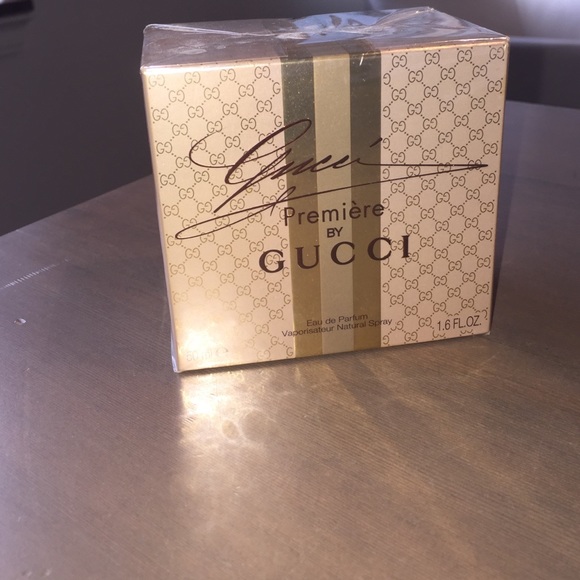 Gucci
Première
BY
GUCCI
Eau de Parfum
Vaporisateur Natural Spray
1.6 FL.OZ.